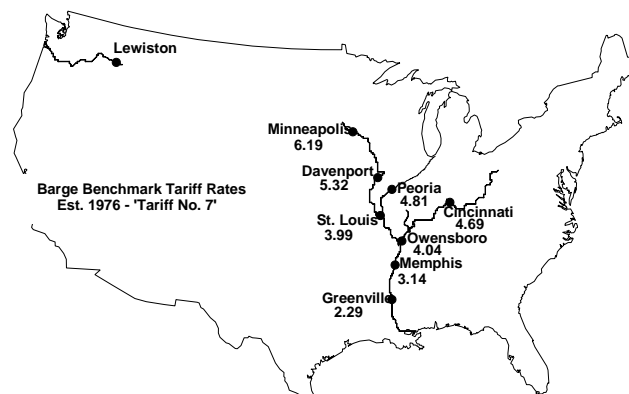 Lewiston
Minneapolis
6.19
Davenport
5.32
Barge Benchmark Tariff Rates
Est. 1976 - 'Tariff No. 7'
Peoria
4.81
St. Louis
3.99
Cincinnati
4.69
Owensboro
4.04
Memphis
3.14
Greenville
2.29